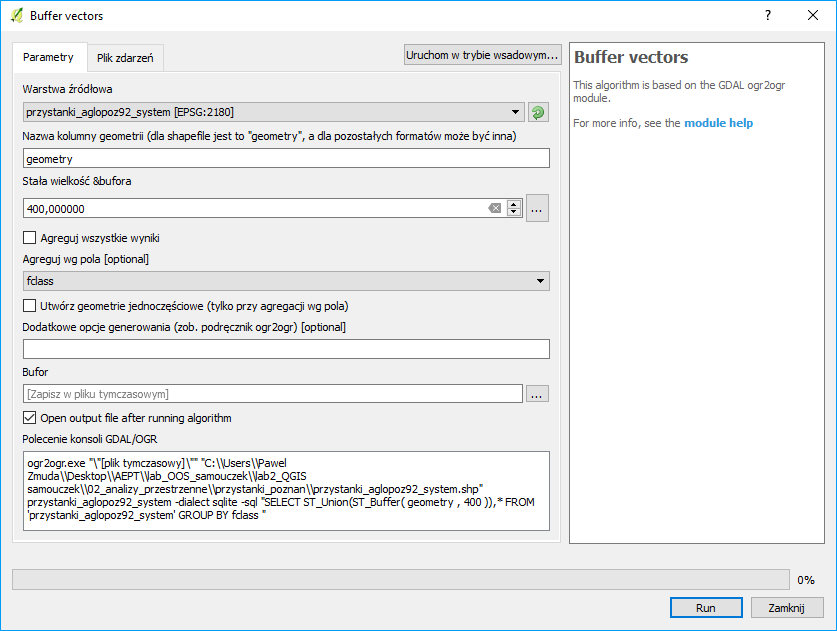 Buffer vectors
?
Parametry
Plik zdarzeń
Uruchom w trybie wsadowym...
Warstwa źródłowa
przystanki_aglopoz92_system [EPSG:2180]
Nazwa kolumny geometrii (dla shapefile jest to "geometry", a dla pozostałych formatów może być inna)
geometry
Stała wielkość &bufora
400,000000
...
Agreguj wszystkie wyniki
Agreguj wg pola [optional]
fclass
Utwórz geometrie jednoczęściowe (tylko przy agregacji wg pola)
Dodatkowe opcje generowania (zob. podręcznik ogr2ogr) [optional]
Bufor
[Zapisz w pliku tymczasowym]
...
Open output file after running algorithm
Polecenie konsoli GDAL/OGR
ogr2ogr.exe "\"[plik tymczasowy]\"" "C:\\Users\\Pawel
Zmuda\\Desktop\\AEPT\\lab_OOS_samouczek\\lab2_QGIS
samouczek\\02_analizy_przestrzenne\\przystanki_poznan\\przystanki_aglopoz92_system.shp"
przystanki_aglopoz92_system -dialect sqlite -sql "SELECT ST_Union(ST_Buffer( geometry , 400 )),* FROM
'przystanki_aglopoz92_system' GROUP BY fclass "
Buffer vectors
This algorithm is based on the GDAL ogr2ogr
module.
For more info, see the module help
0%
Run
Zamknij